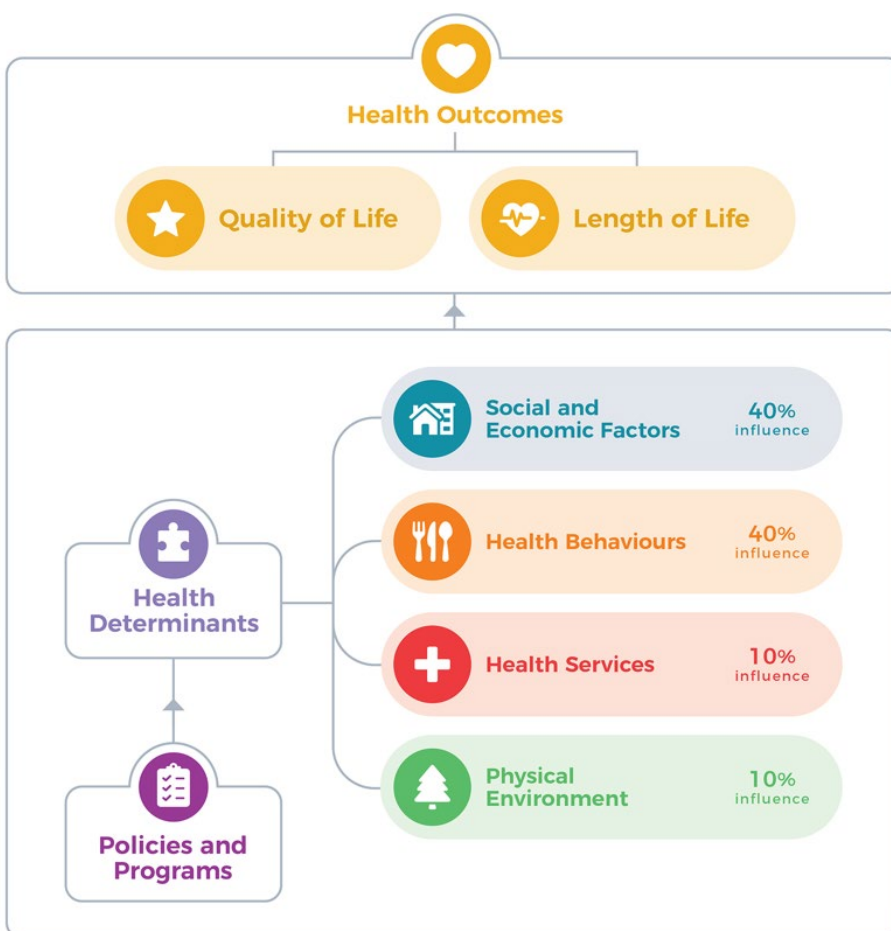 Health Outcomes
Quality of Life
Length of Life
Social and
Economic Factors
40%
influence
Health Behaviours
40%
influence
Health
Determinants
Health Services
10%
influence
Physical
Environment
10%
influence
Policies and
Programs